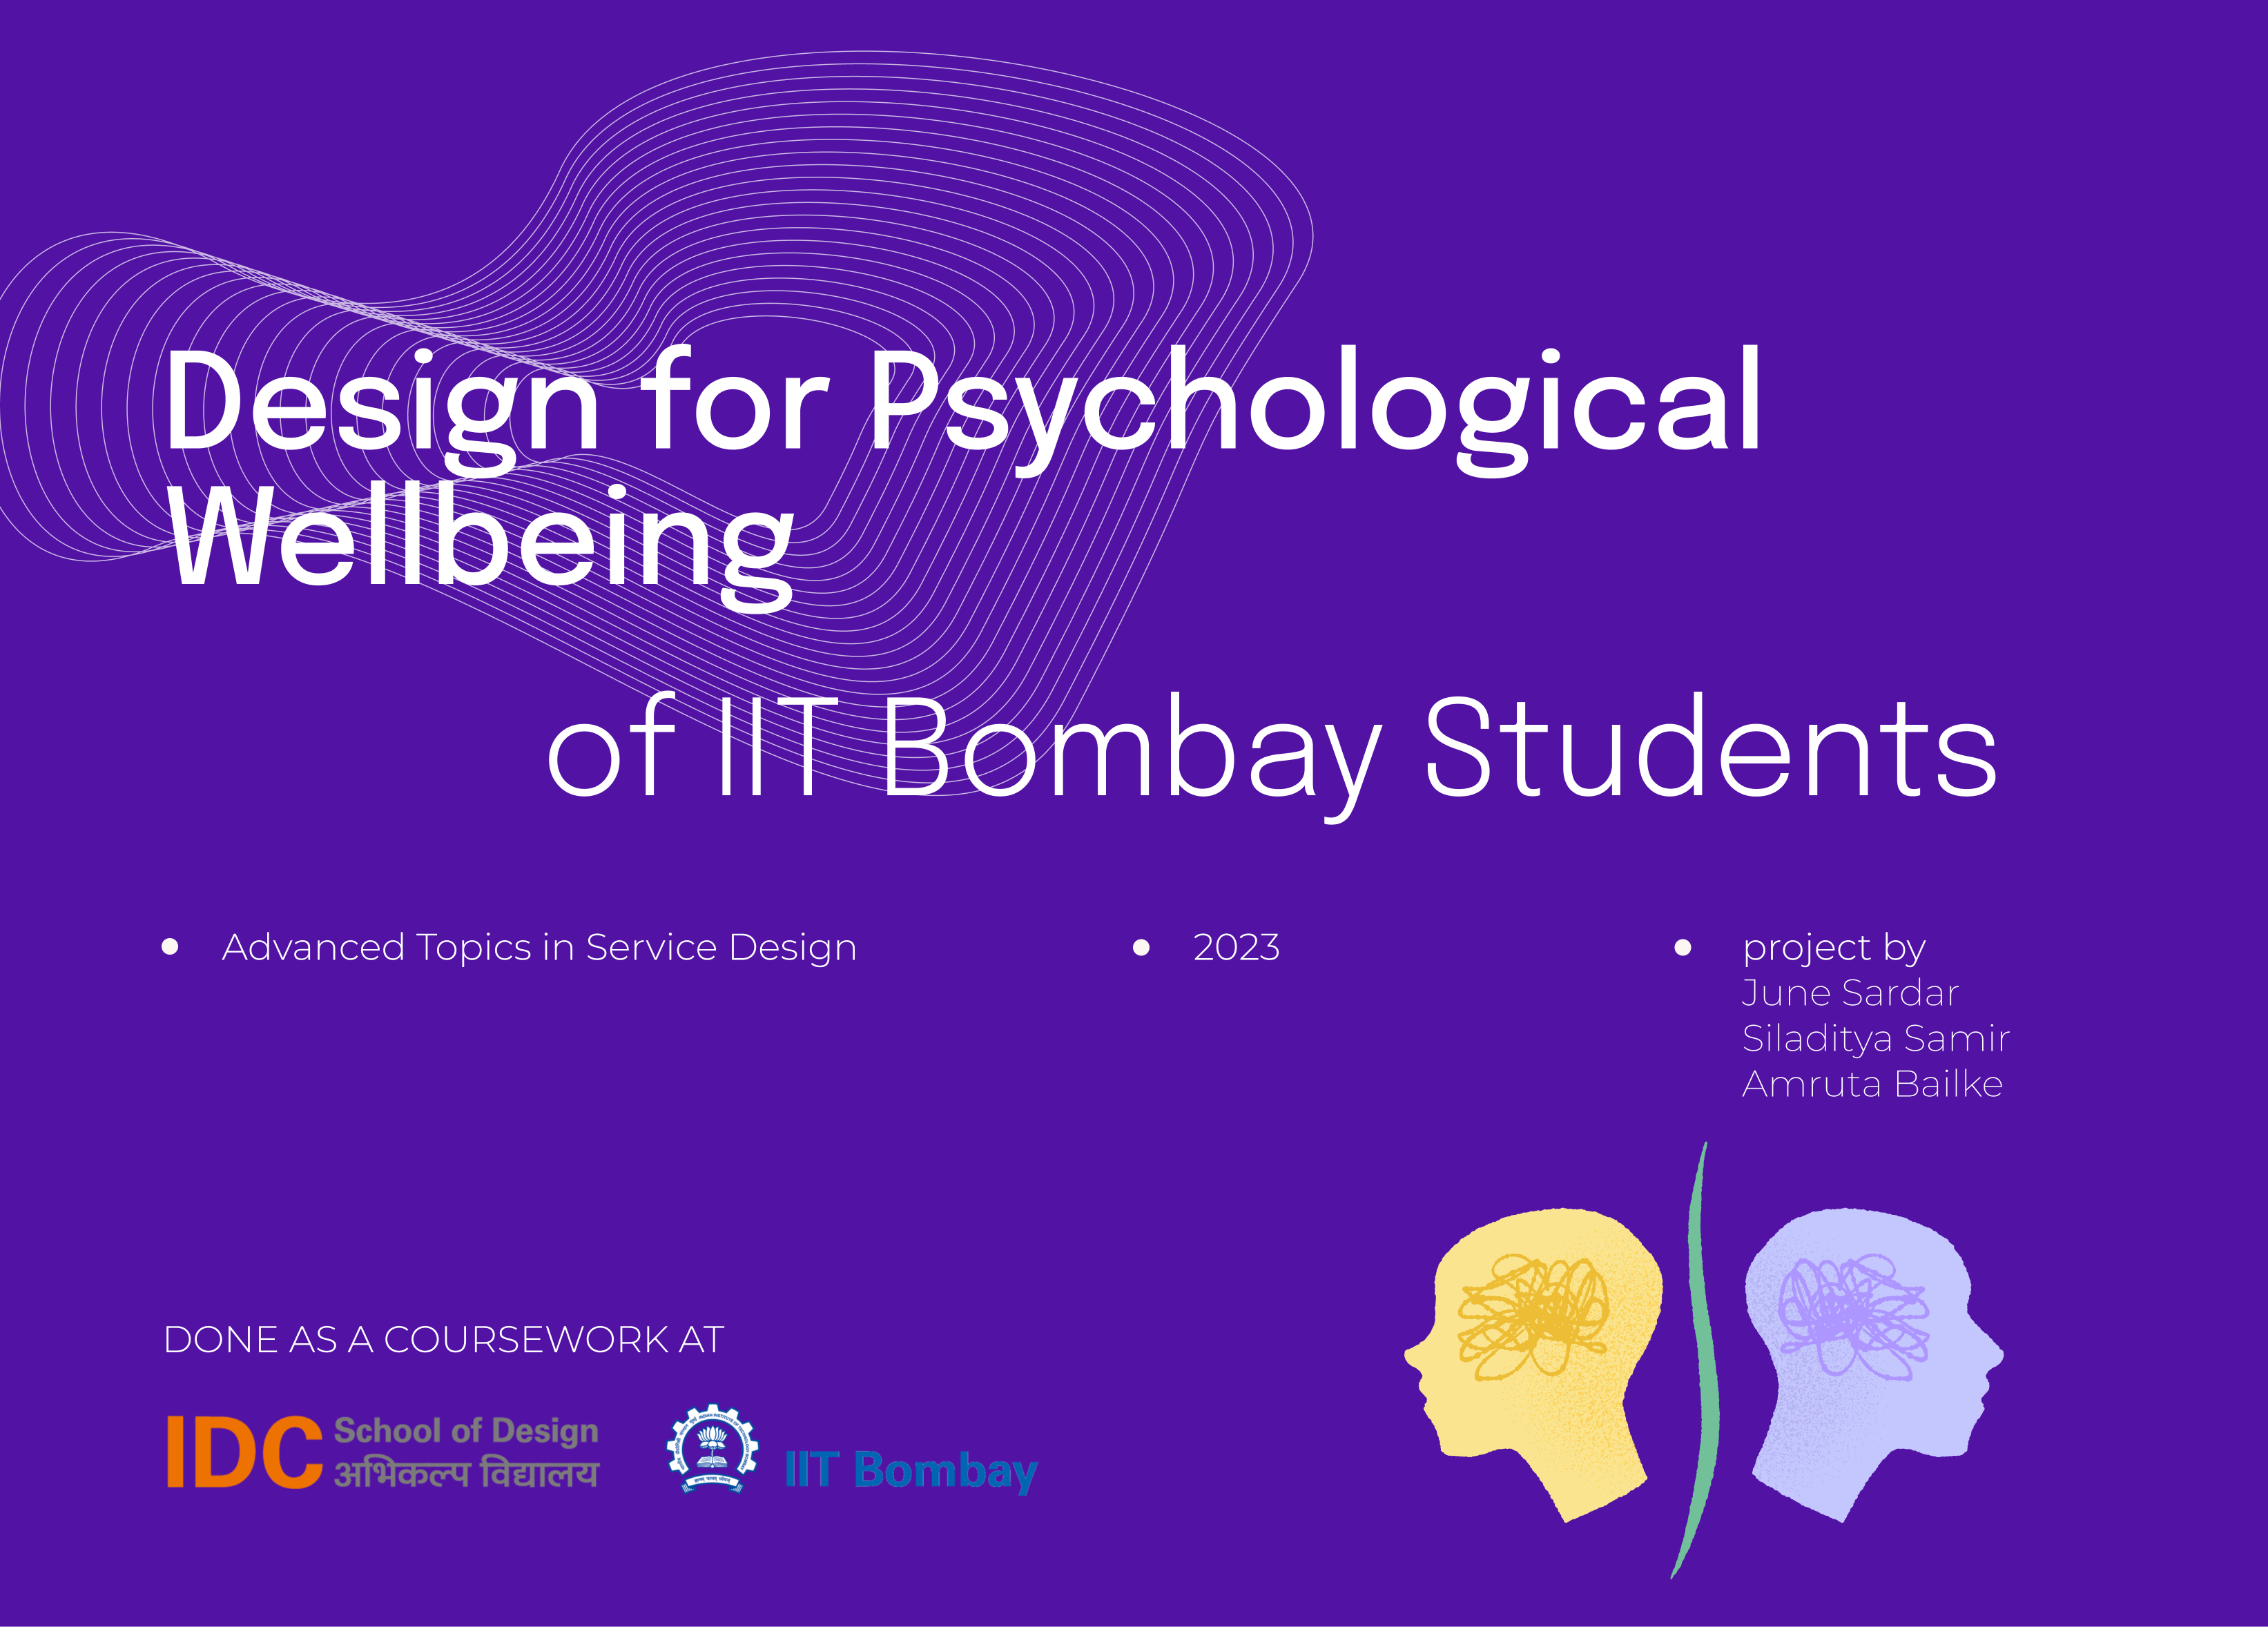 Design for Psychological
Wellbeing
of IIT Bombay Students
Advanced Topics in Service Design
2023
project by
June Sardar
Siladitya Samir
Amruta Bailke
DONE AS A COURSEWORK AT
IDC School of Design
अभिकल्प विद्यालय
IIT Bombay